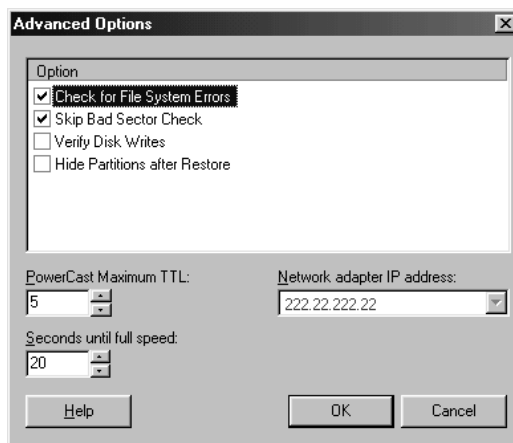 Advanced Options
Option
Check for File System Errors
Skip Bad Sector Check
Verify Disk Writes
Hide Partitions after Restore
PowerCast Maximum TTL:
Network adapter IP address:
5
222.22.222.22
Seconds until full speed:
20
Help
OK
Cancel